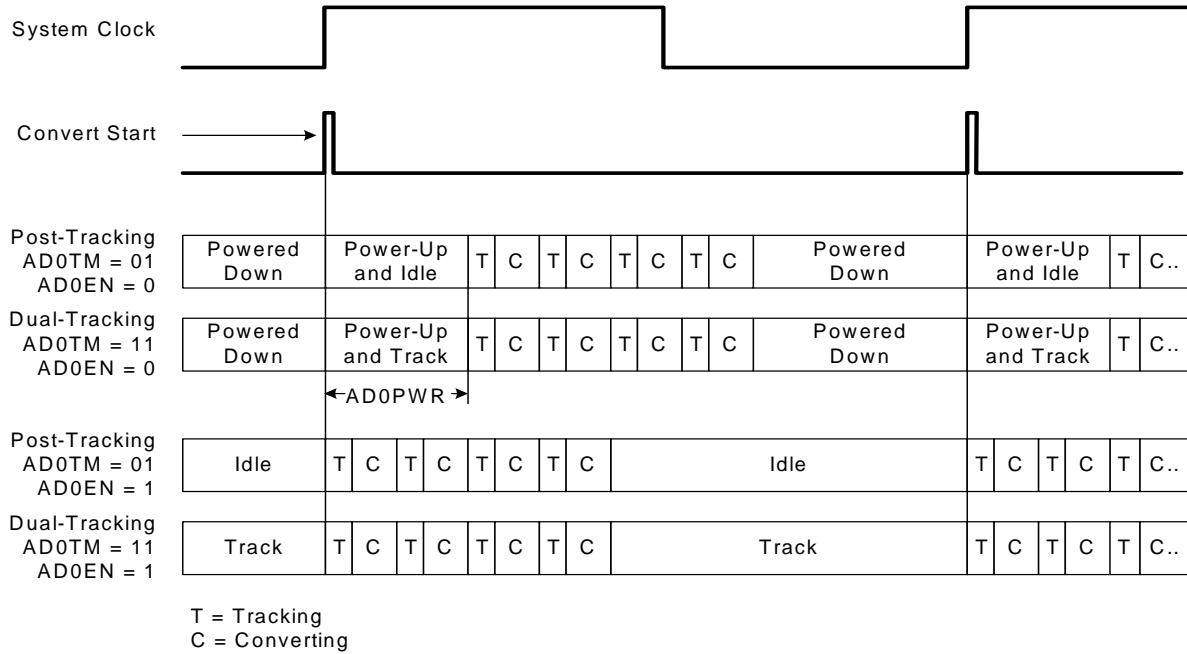 System Clock
Convert Start
Post-Tracking
AD0TM = 01
AD0EN = 0
Powered Down
Power-Up and Idle
T C T C T C T C
Powered Down
Power-Up and Idle
T C..
Dual-Tracking
AD0TM = 11
AD0EN = 0
Powered Down
Power-Up and Track
T C T C T C T C
Powered Down
Power-Up and Track
T C..
AD0PWR
Post-Tracking
AD0TM = 01
AD0EN = 1
Idle
T C T C T C T C
Idle
T C T C T C..
Dual-Tracking
AD0TM = 11
AD0EN = 1
Track
T C T C T C T C
Track
T C T C T C..
T = Tracking
C = Converting